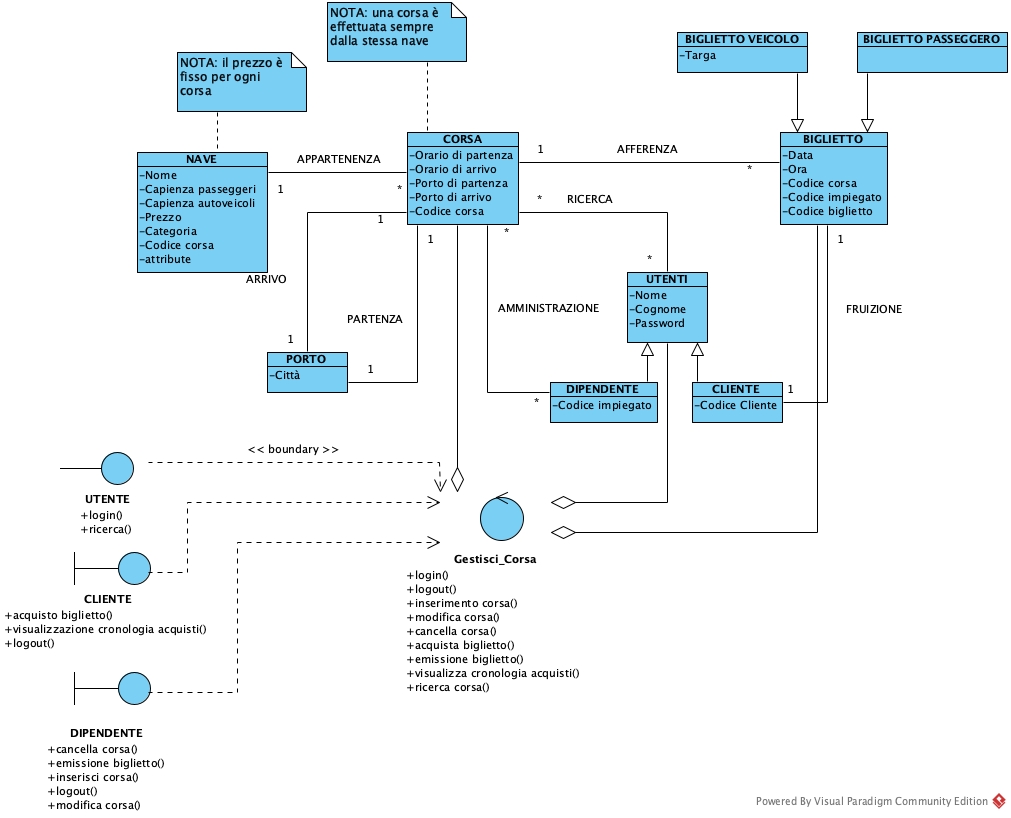 NOTA: una corsa è
effettuata sempre
dalla stessa nave
NOTA: il prezzo è
fisso per ogni
corsa
BIGLIETTO VEICOLO
-Targa
BIGLIETTO PASSEGGERO
NAVE
-Nome
-Capienza passeggeri
-Capienza autoveicoli
-Prezzo
-Categoria
-Codice corsa
-attribute
APPARTENENZA
1
*
CORSA
-Orario di partenza
-Orario di arrivo
-Porto di partenza
-Porto di arrivo
-Codice corsa
1
AFFERENZA
*
BIGLIETTO
-Data
-Ora
-Codice corsa
-Codice impiegato
-Codice biglietto
*
RICERCA
*
1
ARRIVO
1
1
PARTENZA
1
PORTO
-Città
*
AMMINISTRAZIONE
*
UTENTI
-Nome
-Cognome
-Password
1
FRUIZIONE
1
DIPENDENTE
-Codice impiegato
CLIENTE
-Codice Cliente
<< boundary >>
UTENTE
+login()
+ricerca()
CLIENTE
+acquisto biglietto()
+visualizzazione cronologia acquisti()
+logout()
DIPENDENTE
+cancella corsa()
+emissione biglietto()
+inserisci corsa()
+logout()
+modifica corsa()
Gestisci_Corsa
+login()
+logout()
+inserimento corsa()
+modifica corsa()
+cancella corsa()
+acquista biglietto()
+emissione biglietto()
+visualizza cronologia acquisti()
+ricerca corsa()
Powered By Visual Paradigm Community Edition